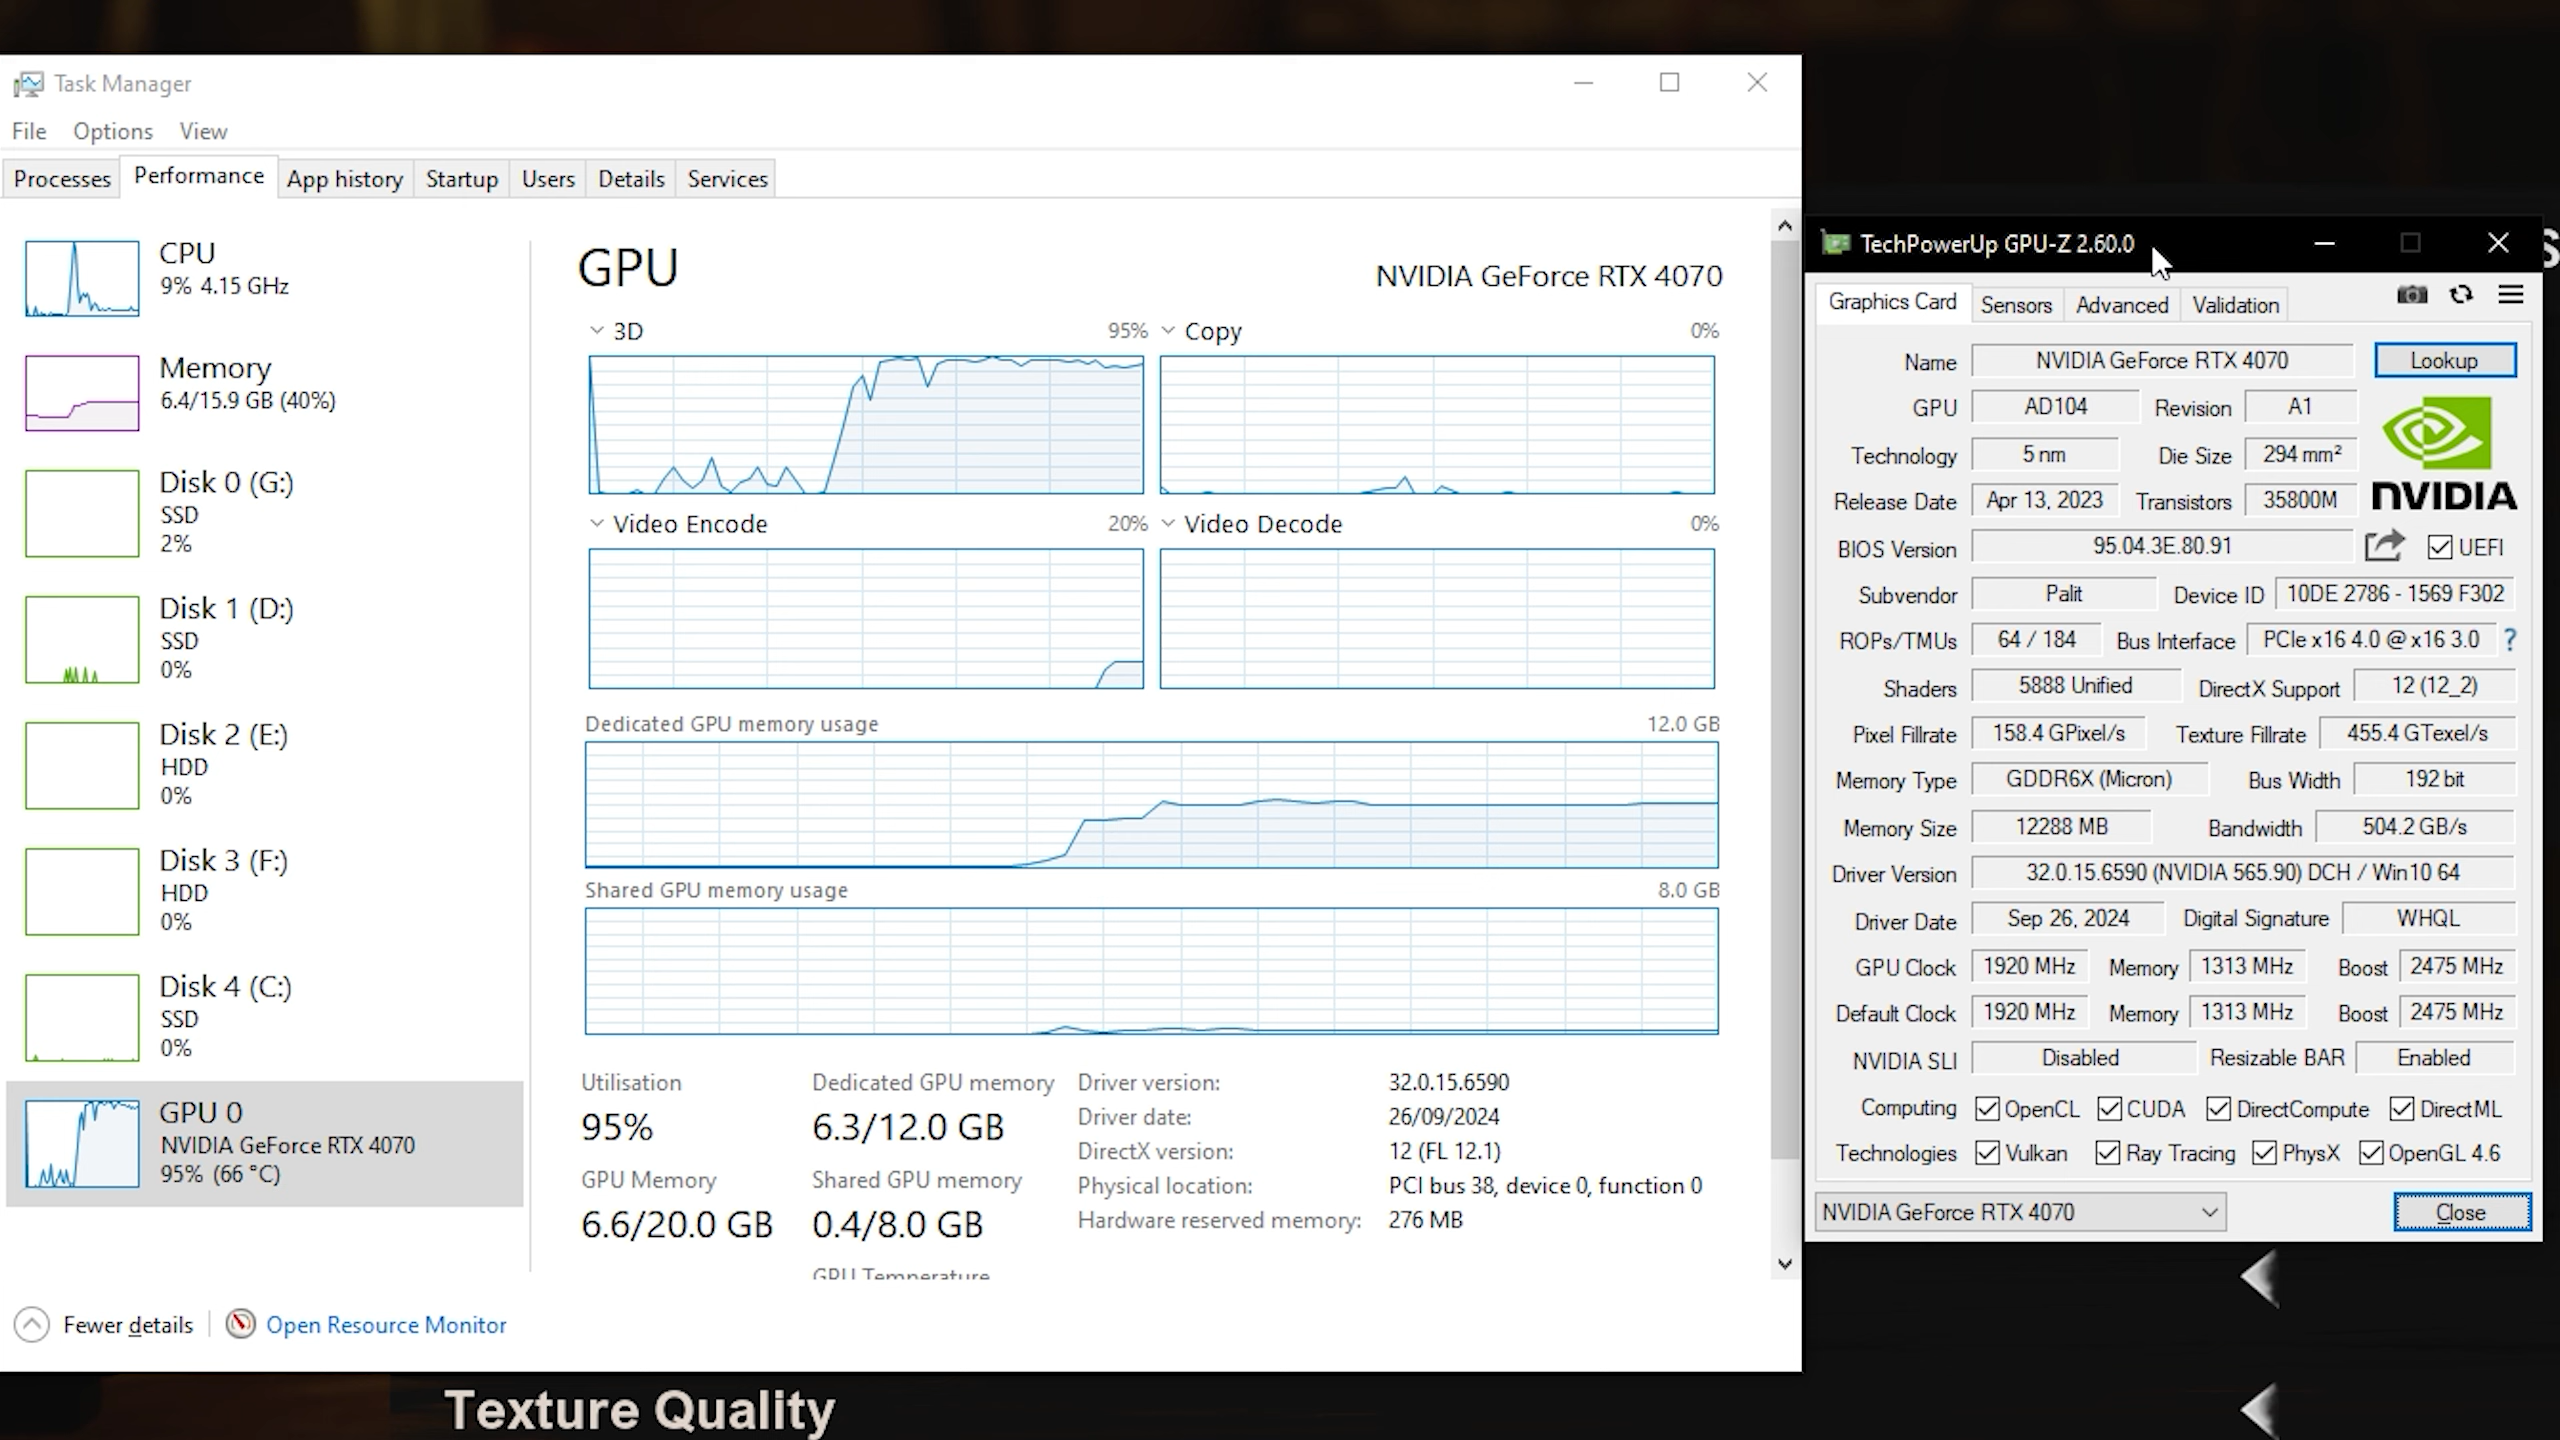 Task Manager
File Options View
Processes Performance App history Startup Users Details Services
CPU
9% 4.15 GHz
Memory
6.4/15.9 GB (40%)
Disk 0 (G:)
SSD
2%
Disk 1 (D:)
SSD
0%
Disk 2 (E:)
HDD
0%
Disk 3 (F:)
HDD
0%
Disk 4 (C:)
SSD
0%
GPU 0
NVIDIA GeForce RTX 4070
95% (66 °C)
GPU
NVIDIA GeForce RTX 4070
3D 95% Copy 0%
Video Encode 20% Video Decode 0%
Dedicated GPU memory usage 12.0 GB
Shared GPU memory usage 8.0 GB
Utilisation
95%
Dedicated GPU memory
6.3/12.0 GB
GPU Memory
6.6/20.0 GB
Shared GPU memory
0.4/8.0 GB
GPU Temperature
Driver version: 32.0.15.6590
Driver date: 26/09/2024
DirectX version: 12 (FL 12.1)
Physical location: PCI bus 38, device 0, function 0
Hardware reserved memory: 276 MB
Fewer details Open Resource Monitor
TechPowerUp GPU-Z 2.60.0
Graphics Card Sensors Advanced Validation
Name NVIDIA GeForce RTX 4070 Lookup
GPU AD104 Revision A1
Technology 5 nm Die Size 294 mm²
Release Date Apr 13, 2023 Transistors 35800M
NVIDIA
BIOS Version 95.04.3E.80.91 UEFI
Subvendor Palit Device ID 10DE 2786 - 1569 F302
ROPs/TMUs 64 / 184 Bus Interface PCIe x16 4.0 @ x16 3.0 ?
Shaders 5888 Unified DirectX Support 12 (12_2)
Pixel Fillrate 158.4 GPixel/s Texture Fillrate 455.4 GTexel/s
Memory Type GDDR6X (Micron) Bus Width 192 bit
Memory Size 12288 MB Bandwidth 504.2 GB/s
Driver Version 32.0.15.6590 (NVIDIA 565.90) DCH / Win10 64
Driver Date Sep 26, 2024 Digital Signature WHQL
GPU Clock 1920 MHz Memory 1313 MHz Boost 2475 MHz
Default Clock 1920 MHz Memory 1313 MHz Boost 2475 MHz
NVIDIA SLI Disabled Resizable BAR Enabled
Computing OpenCL CUDA DirectCompute DirectML
Technologies Vulkan Ray Tracing PhysX OpenGL 4.6
NVIDIA GeForce RTX 4070 Close
Texture Quality